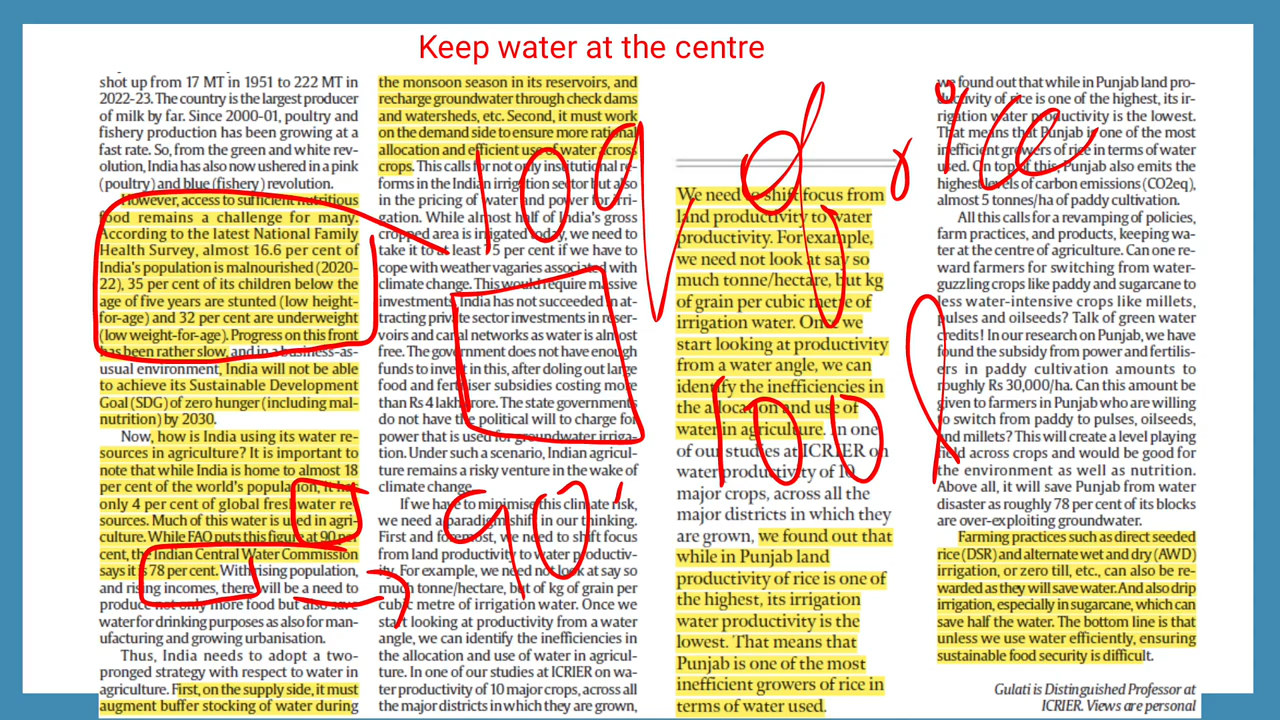 Keep water at the centre
shot up from 17 MT in 1951 to 222 MT in
2022-23. The country is the largest producer
of milk by far. Since 2000-01, poultry and
fishery production has been growing at a
fast rate. So, from the green and white rev-
olution, India has also now ushered in a pink
(poultry) and blue (fishery) revolution.
However, access to sufficient nutritious
food remains a challenge for many.
According to the latest National Family
Health Survey, almost 16.6 per cent of
India's population is malnourished (2020-
22), 35 per cent of its children below the
age of five years are stunted (low height-
for-age) and 32 per cent are underweight
(low weight-for-age). Progress on this front
has been rather slow, and in a business-as-
usual environment, India will not be able
to achieve its Sustainable Development
Goal (SDG) of zero hunger (including mal-
nutrition) by 2030.
Now, how is India using its water re-
sources in agriculture? It is important to
note that while India is home to almost 18
per cent of the world's population, it has
only 4 per cent of global freshwater re-
sources. Much of this water is used in agri-
culture. While FAO puts this figure at 90 per
cent, the Indian Central Water Commission
says it is 78 per cent. With rising population,
and rising incomes, there will be a need to
produce not only more food but also save
water for drinking purposes as also for man-
ufacturing and growing urbanisation.
Thus, India needs to adopt a two-
pronged strategy with respect to water in
agriculture. First, on the supply side, it must
augment buffer stocking of water during
the monsoon season in its reservoirs, and
recharge groundwater through check dams
and watersheds, etc. Second, it must work
on the demand side to ensure more rational
allocation and efficient use of water across
crops. This calls for not only institutional re-
forms in the Indian irrigation sector but also
in the pricing of water and power for irri-
gation. While almost half of India's gross
cropped area is irrigated today, we need to
take it to at least 75 per cent if we have to
cope with weather vagaries associated with
climate change. This would require massive
investments. India has not succeeded in at-
tracting private sector investments in reser-
voirs and canal networks as water is almost
free. The government does not have enough
funds to invest in this, after doling out large
food and fertiliser subsidies costing more
than Rs 4 lakh crore. The state governments
do not have the political will to charge for
power that is used for groundwater irriga-
tion. Under such a scenario, Indian agricul-
ture remains a risky venture in the wake of
climate change.
If we have to minimise this climate risk,
we need a paradigm shift in our thinking.
First and foremost, we need to shift focus
from land productivity to water productiv-
ity. For example, we need not look at say so
much tonne/hectare, but of kg of grain per
cubic metre of irrigation water. Once we
start looking at productivity from a water
angle, we can identify the inefficiencies in
the allocation and use of water in agricul-
ture. In one of our studies at ICRIER on wa-
ter productivity of 10 major crops, across all
the major districts in which they are grown,
We need to shift focus from
land productivity to water
productivity. For example,
we need not look at say so
much tonne/hectare, but kg
of grain per cubic metre of
irrigation water. Once we
start looking at productivity
from a water angle, we can
identify the inefficiencies in
the allocation and use of
water in agriculture. In one
of our studies at ICRIER on
water productivity of 10
major crops, across all the
major districts in which they
are grown, we found out that
while in Punjab land
productivity of rice is one of
the highest, its irrigation
water productivity is the
lowest. That means that
Punjab is one of the most
inefficient growers of rice in
terms of water used.
we found out that while in Punjab land pro-
ductivity of rice is one of the highest, its ir-
rigation water productivity is the lowest.
That means that Punjab is one of the most
inefficient growers of rice in terms of water
used. On top of this, Punjab also emits the
highest levels of carbon emissions (CO2eq),
almost 5 tonnes/ha of paddy cultivation.
All this calls for a revamping of policies,
farm practices, and products, keeping wa-
ter at the centre of agriculture. Can one re-
ward farmers for switching from water-
guzzling crops like paddy and sugarcane to
less water-intensive crops like millets,
pulses and oilseeds? Talk of green water
credits! In our research on Punjab, we have
found the subsidy from power and fertilis-
ers in paddy cultivation amounts to
roughly Rs 30,000/ha. Can this amount be
given to farmers in Punjab who are willing
to switch from paddy to pulses, oilseeds,
and millets? This will create a level playing
field across crops and would be good for
the environment as well as nutrition.
Above all, it will save Punjab from water
disaster as roughly 78 per cent of its blocks
are over-exploiting groundwater.
Farming practices such as direct seeded
rice (DSR) and alternate wet and dry (AWD)
irrigation, or zero till, etc., can also be re-
warded as they will save water. And also drip
irrigation, especially in sugarcane, which can
save half the water. The bottom line is that
unless we use water efficiently, ensuring
sustainable food security is difficult.
Gulati is Distinguished Professor at
ICRIER. Views are personal
rice
100
90